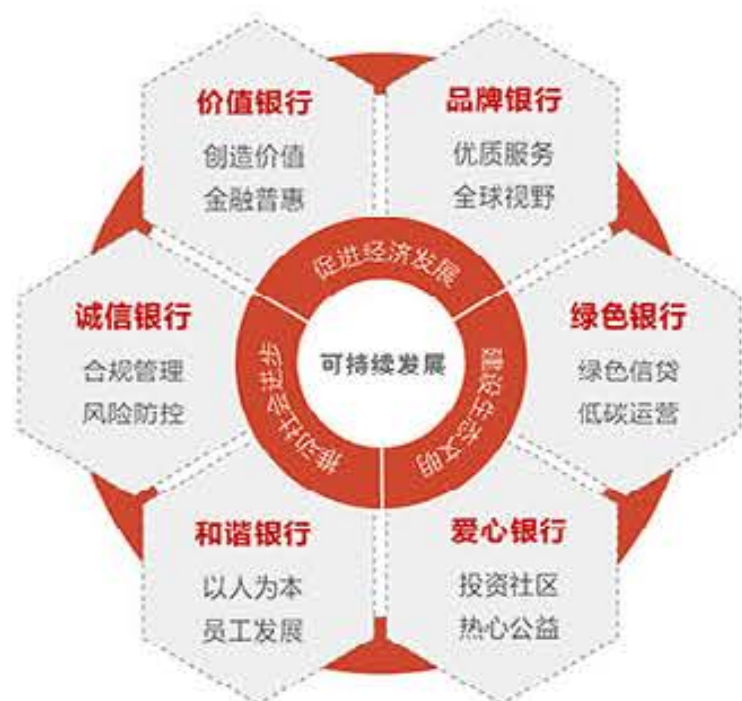 价值银行
创造价值
金融普惠
品牌银行
优质服务
全球视野
诚信银行
合规管理
风险防控
促进经济发展
推动社会进步
可持续发展
建设生态文明
绿色银行
绿色信贷
低碳运营
和谐银行
以人为本
员工发展
爱心银行
投资社区
热心公益